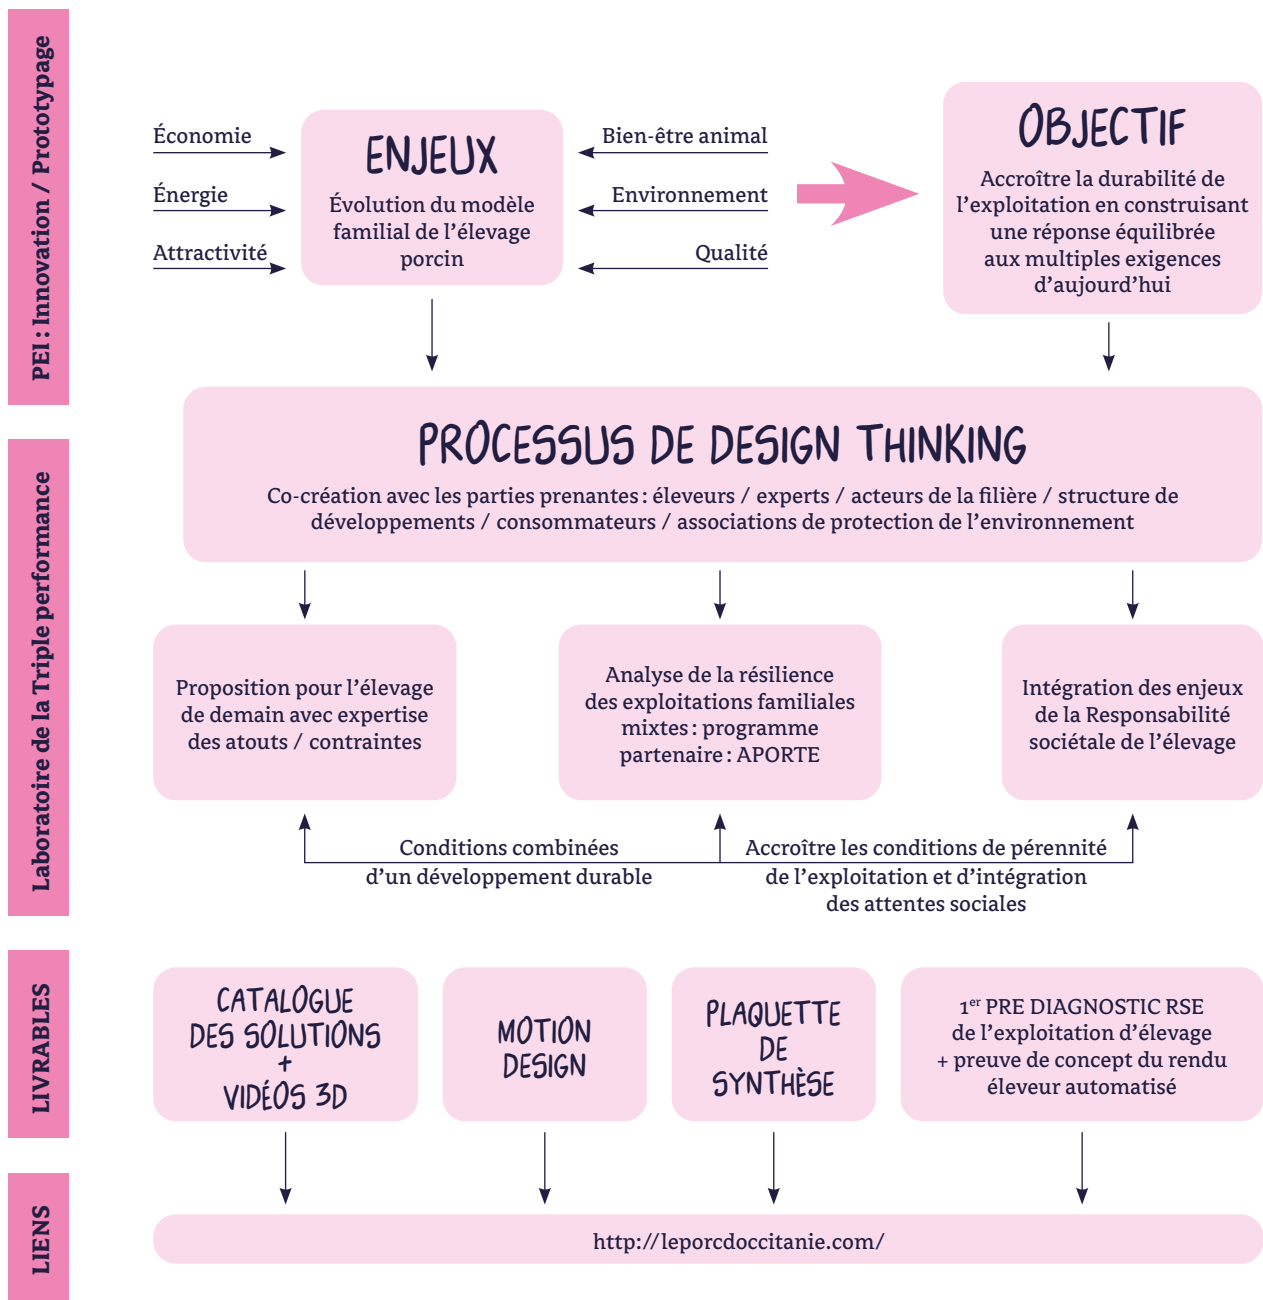 PEI : Innovation / Prototypage
Économie
Énergie
Attractivité
ENJEUX
Évolution du modèle
familial de l’élevage
porcin
Bien-être animal
Environnement
Qualité
OBJECTIF
Accroître la durabilité de
l’exploitation en construisant
une réponse équilibrée
aux multiples exigences
d’aujourd’hui
Laboratoire de la Triple performance
PROCESSUS DE DESIGN THINKING
Co-création avec les parties prenantes : éleveurs / experts / acteurs de la filière / structure de
développements / consommateurs / associations de protection de l’environnement
Proposition pour l’élevage
de demain avec expertise
des atouts / contraintes
Analyse de la résilience
des exploitations familiales
mixtes : programme
partenaire : APORTE
Intégration des enjeux
de la Responsabilité
sociétale de l’élevage
Conditions combinées
d’un développement durable
Accroître les conditions de pérennité
de l’exploitation et d’intégration
des attentes sociales
LIVRABLES
CATALOGUE
DES SOLUTIONS
+
VIDÉOS 3D
MOTION
DESIGN
PLAQUETTE
DE
SYNTHÈSE
1er PRE DIAGNOSTIC RSE
de l’exploitation d’élevage
+ preuve de concept du rendu
éleveur automatisé
LIENS
http://leporcdoccitanie.com/